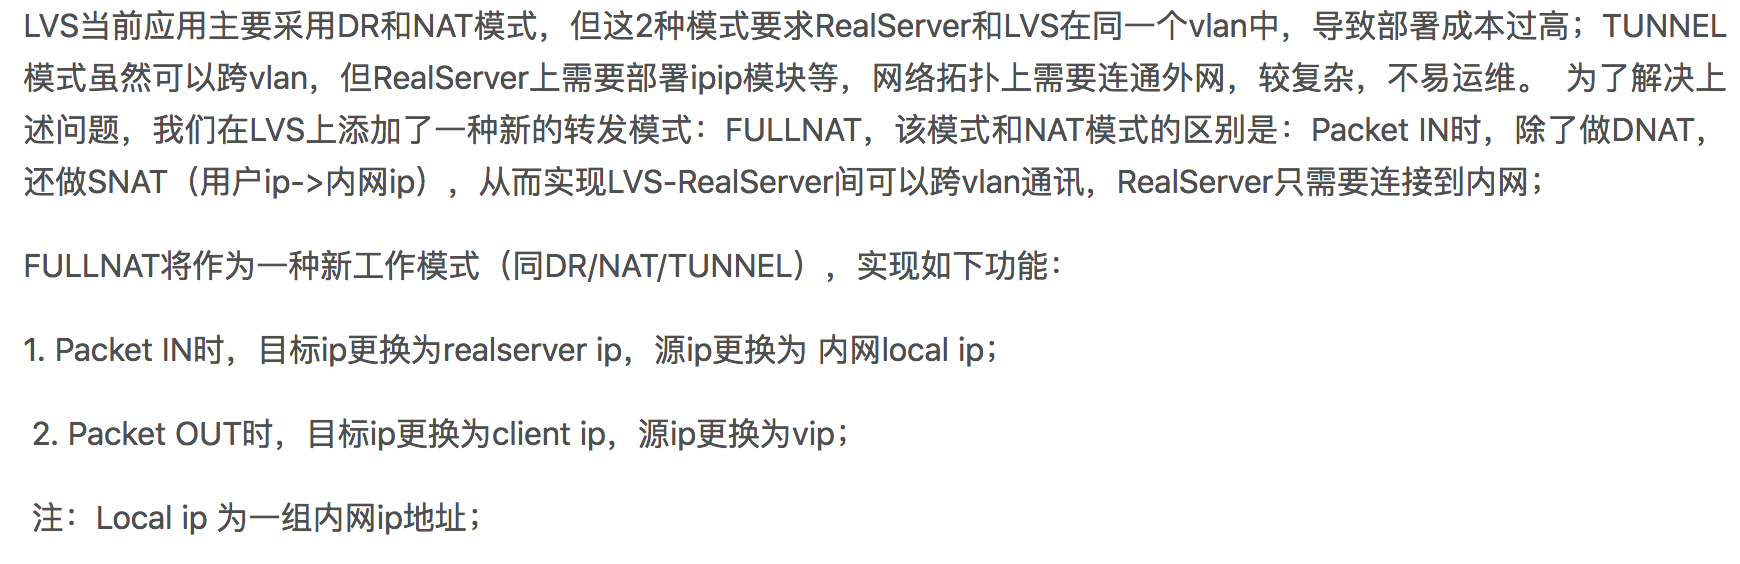 LVS当前应用主要采用DR和NAT模式，但这2种模式要求RealServer和LVS在同一个vlan中，导致部署成本过高；TUNNEL
模式虽然可以跨vlan，但RealServer上需要部署ipip模块等，网络拓扑上需要连通外网，较复杂，不易运维。 为了解决上
述问题，我们在LVS上添加了一种新的转发模式：FULLNAT，该模式和NAT模式的区别是：Packet IN时，除了做DNAT，
还做SNAT（用户ip->内网ip），从而实现LVS-RealServer间可以跨vlan通讯，RealServer只需要连接到内网；
FULLNAT将作为一种新工作模式（同DR/NAT/TUNNEL），实现如下功能：
1. Packet IN时，目标ip更换为realserver ip，源ip更换为 内网local ip；
2. Packet OUT时，目标ip更换为client ip，源ip更换为vip；
注：Local ip 为一组内网ip地址；